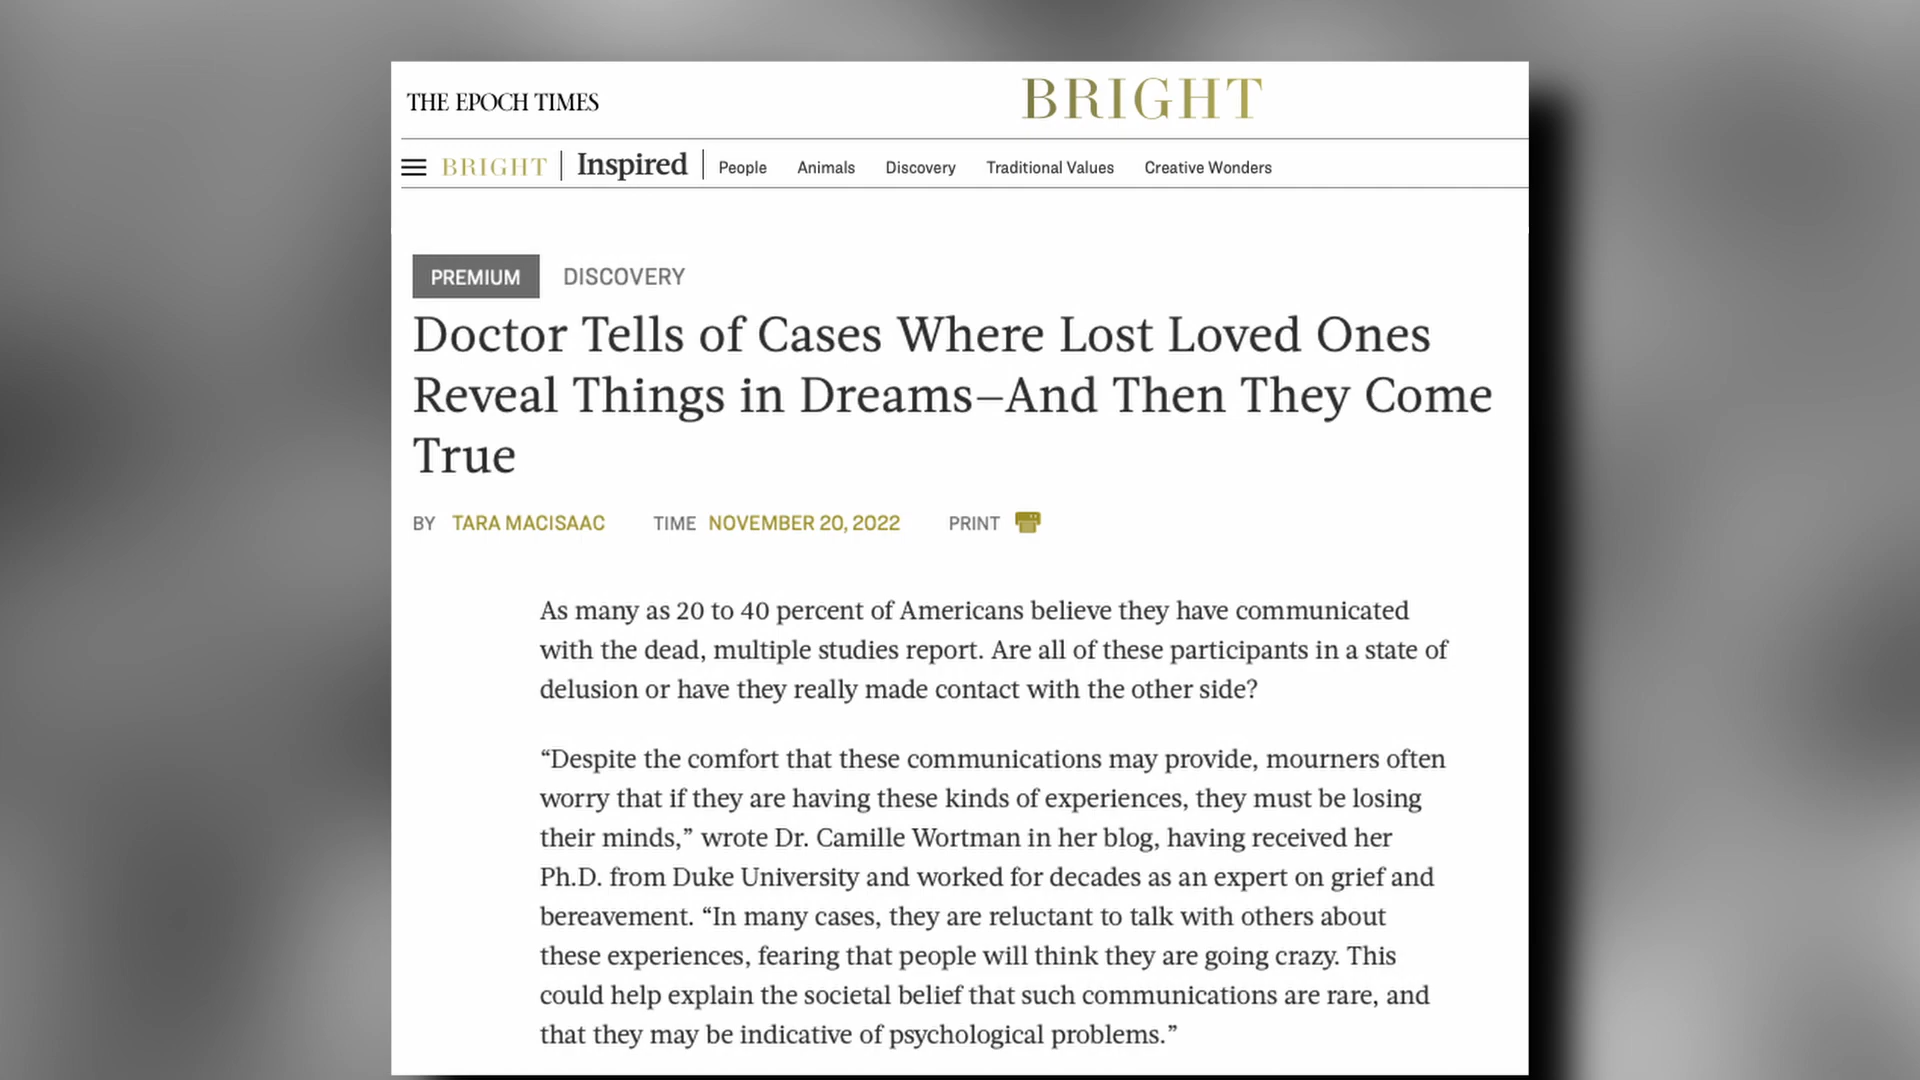 THE EPOCH TIMES
BRIGHT
BRIGHT | Inspired | People Animals Discovery Traditional Values Creative Wonders
PREMIUM DISCOVERY
Doctor Tells of Cases Where Lost Loved Ones
Reveal Things in Dreams—And Then They Come
True
BY TARA MACISAAC TIME NOVEMBER 20, 2022 PRINT
As many as 20 to 40 percent of Americans believe they have communicated
with the dead, multiple studies report. Are all of these participants in a state of
delusion or have they really made contact with the other side?
“Despite the comfort that these communications may provide, mourners often
worry that if they are having these kinds of experiences, they must be losing
their minds,” wrote Dr. Camille Wortman in her blog, having received her
Ph.D. from Duke University and worked for decades as an expert on grief and
bereavement. “In many cases, they are reluctant to talk with others about
these experiences, fearing that people will think they are going crazy. This
could help explain the societal belief that such communications are rare, and
that they may be indicative of psychological problems.”